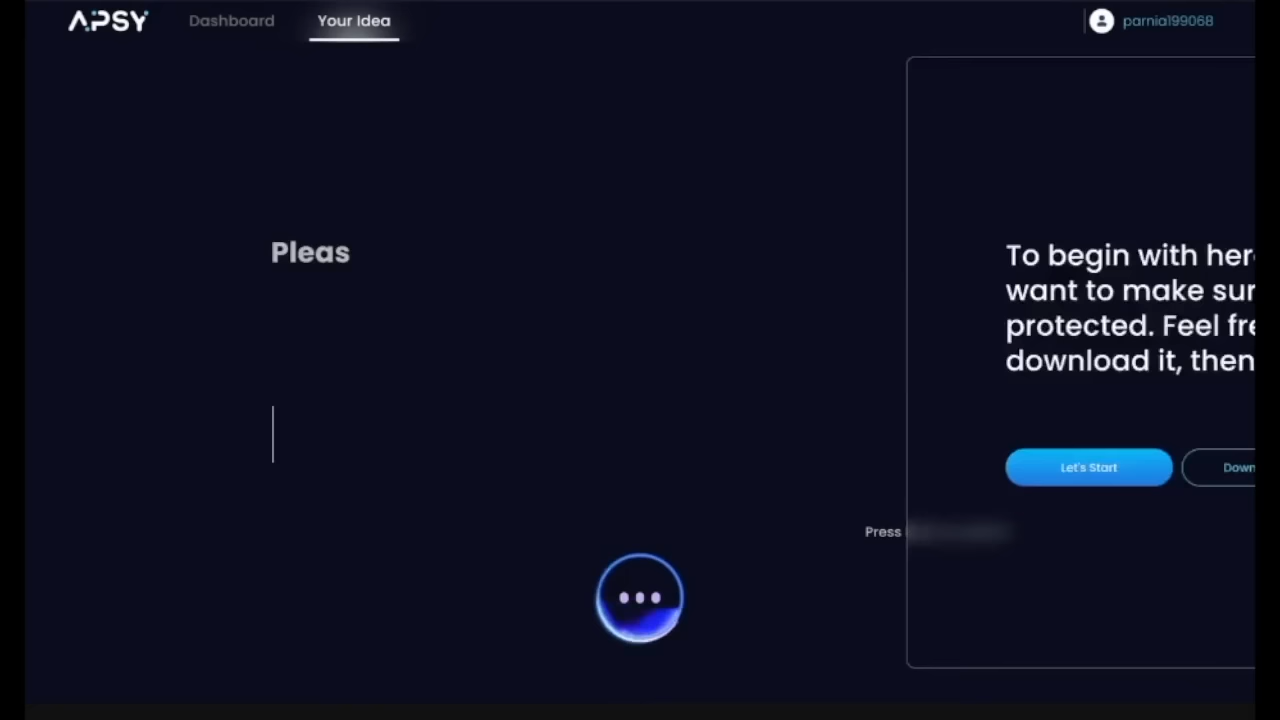 APSY Dashboard Your Idea parnia199068
Pleas
To begin with her
want to make sur
protected. Feel fre
download it, then
Let's Start Down
Press